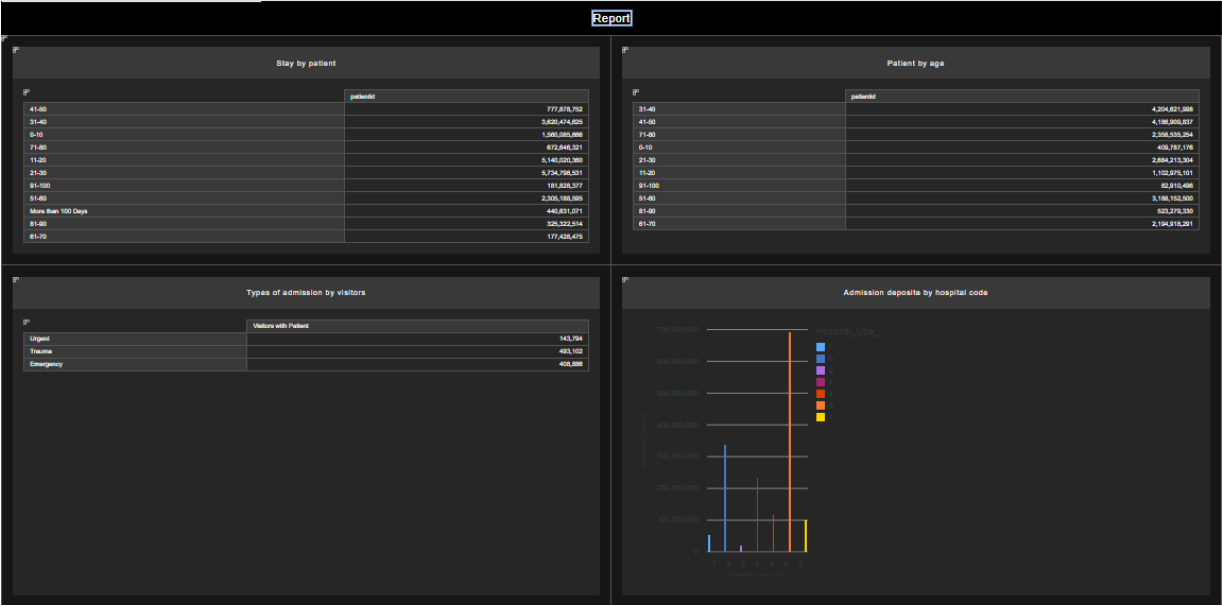 Report
Stay by patient
patientid
41-50 777,878,752
31-40 3,820,474,625
0-10 1,560,085,686
71-80 672,646,321
11-20 5,140,020,360
21-30 5,734,798,531
91-100 181,828,377
51-60 2,305,188,595
More than 100 Days 440,631,071
81-90 325,322,514
61-70 177,428,475
Patient by age
patientid
31-40 4,204,621,998
41-50 4,186,909,837
71-80 2,358,535,254
0-10 409,787,176
21-30 2,684,213,304
11-20 1,102,975,101
91-100 82,910,498
51-60 3,188,152,500
81-90 523,279,330
61-70 2,194,918,291
Types of admission by visitors
Visitors with Patient
Urgent 143,794
Trauma 493,102
Emergency 408,886
Admission deposite by hospital code
Hospital_type_...
700,000,000
600,000,000
500,000,000
400,000,000
300,000,000
200,000,000
100,000,000
0